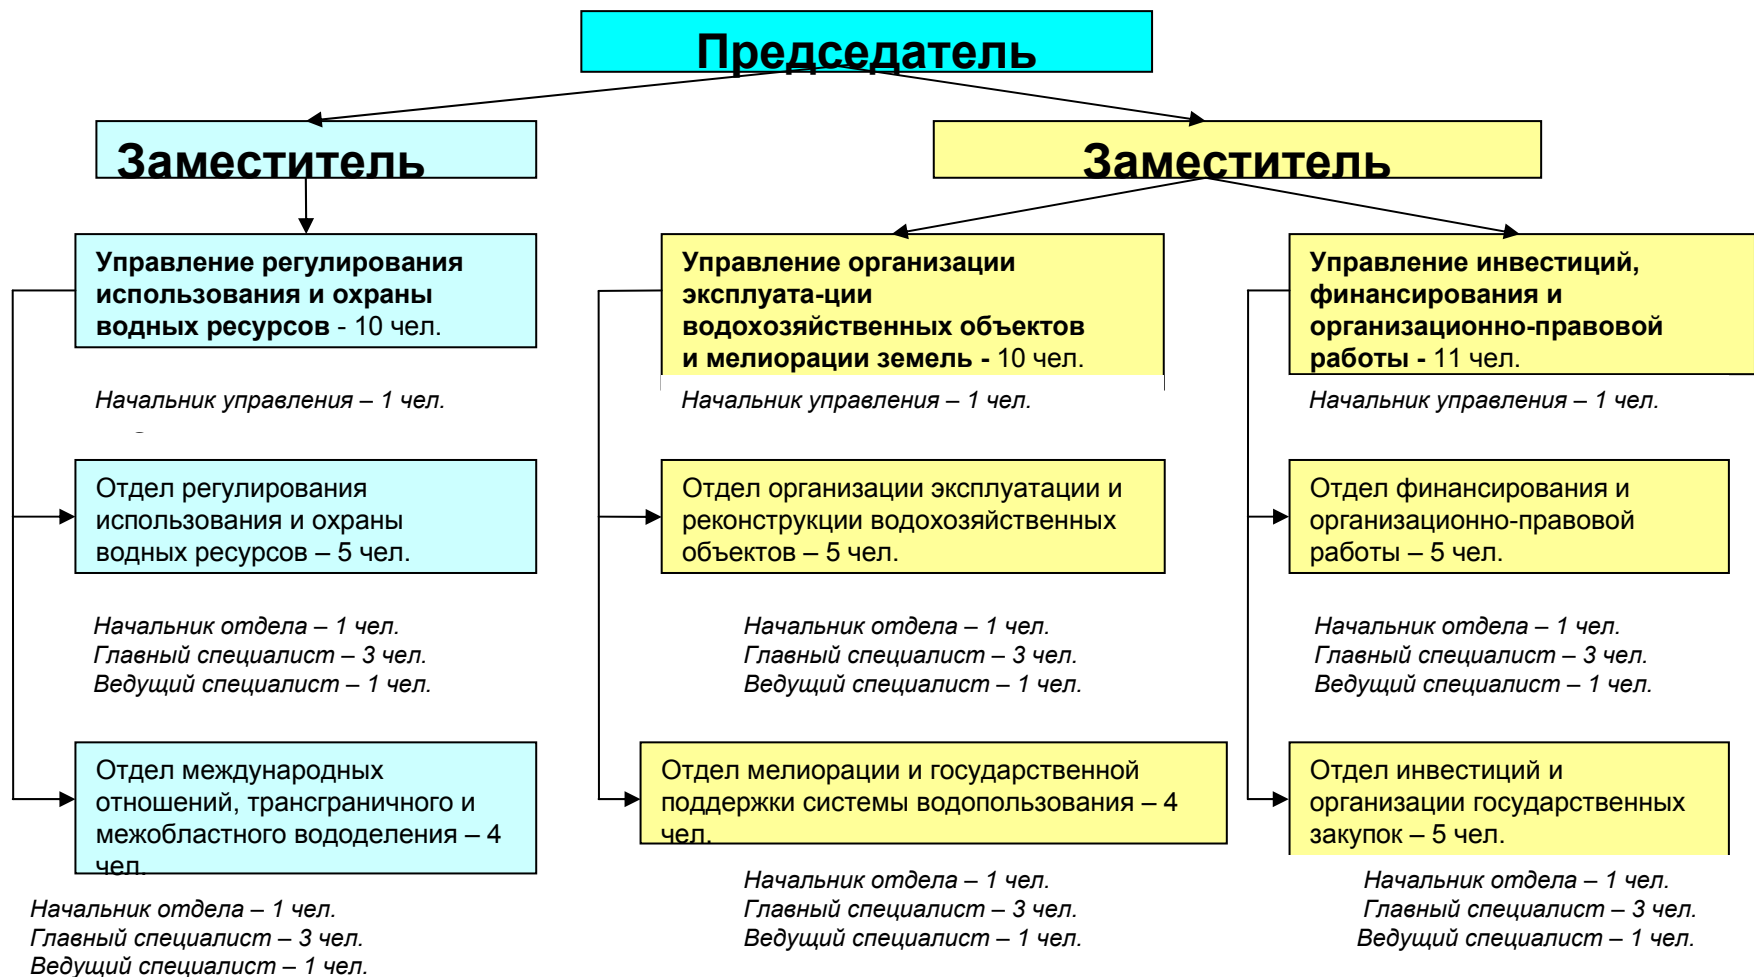 Председатель
Заместитель
Заместитель
Управление регулирования
использования и охраны
водных ресурсов - 10 чел.
Управление организации
эксплуата-ции
водохозяйственных объектов
и мелиорации земель - 10 чел.
Управление инвестиций,
финансирования и
организационно-правовой
работы - 11 чел.
Начальник управления – 1 чел.
Начальник управления – 1 чел.
Начальник управления – 1 чел.
Отдел регулирования
использования и охраны
водных ресурсов – 5 чел.
Отдел организации эксплуатации и
реконструкции водохозяйственных
объектов – 5 чел.
Отдел финансирования и
организационно-правовой
работы – 5 чел.
Начальник отдела – 1 чел.
Главный специалист – 3 чел.
Ведущий специалист – 1 чел.
Начальник отдела – 1 чел.
Главный специалист – 3 чел.
Ведущий специалист – 1 чел.
Начальник отдела – 1 чел.
Главный специалист – 3 чел.
Ведущий специалист – 1 чел.
Отдел международных
отношений, трансграничного и
межобластного вододеления – 4
чел.
Отдел мелиорации и государственной
поддержки системы водопользования – 4
чел.
Отдел инвестиций и
организации государственных
закупок – 5 чел.
Начальник отдела – 1 чел.
Главный специалист – 3 чел.
Ведущий специалист – 1 чел.
Начальник отдела – 1 чел.
Главный специалист – 3 чел.
Ведущий специалист – 1 чел.
Начальник отдела – 1 чел.
Главный специалист – 3 чел.
Ведущий специалист – 1 чел.